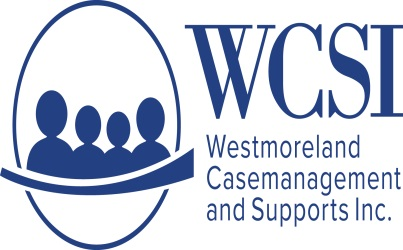 WCSI
Westmoreland
Casemanagement
and Supports Inc.